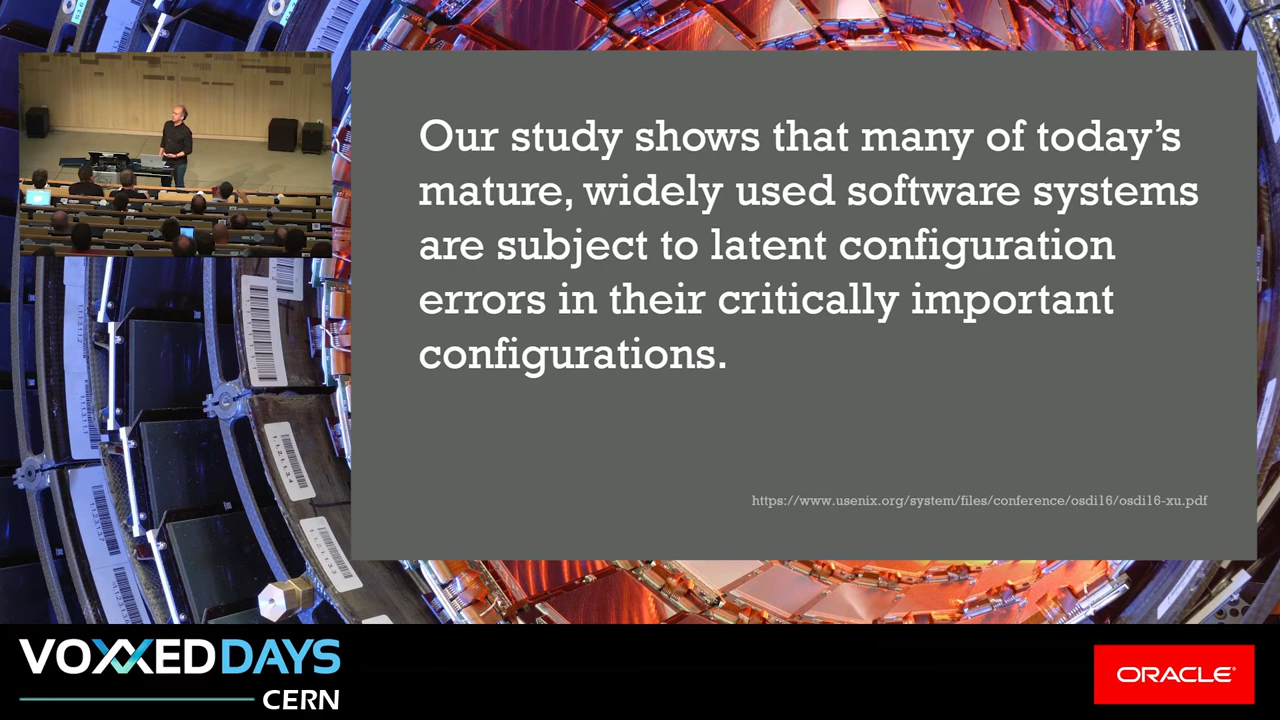 Our study shows that many of today's
mature, widely used software systems
are subject to latent configuration
errors in their critically important
configurations.
https://www.usenix.org/system/files/conference/osdi16/osdi16-xu.pdf
VOXXED DAYS
CERN
ORACLE